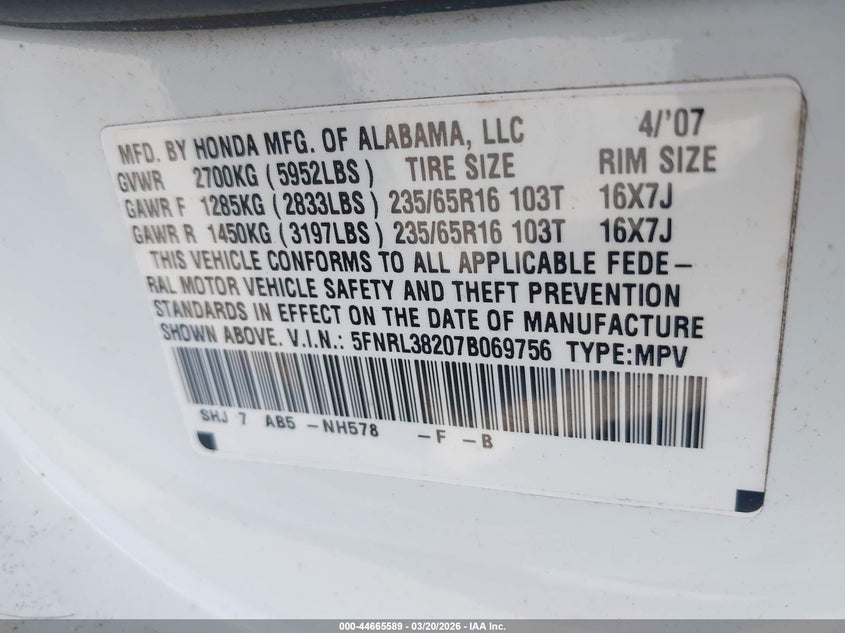 MFD. BY HONDA MFG. OF ALABAMA, LLC 4/'07
GVWR 2700KG (5952LBS) TIRE SIZE RIM SIZE
GAWR F 1285KG (2833LBS) 235/65R16 103T 16X7J
GAWR R 1450KG (3197LBS) 235/65R16 103T 16X7J
THIS VEHICLE CONFORMS TO ALL APPLICABLE FEDE-
RAL MOTOR VEHICLE SAFETY AND THEFT PREVENTION
STANDARDS IN EFFECT ON THE DATE OF MANUFACTURE
SHOWN ABOVE. V.I.N.: 5FNRL38207B069756 TYPE:MPV
SHJ 7 AB5 -NH578 -F -B
000-44665589 - 03/20/2026 - IAA Inc.